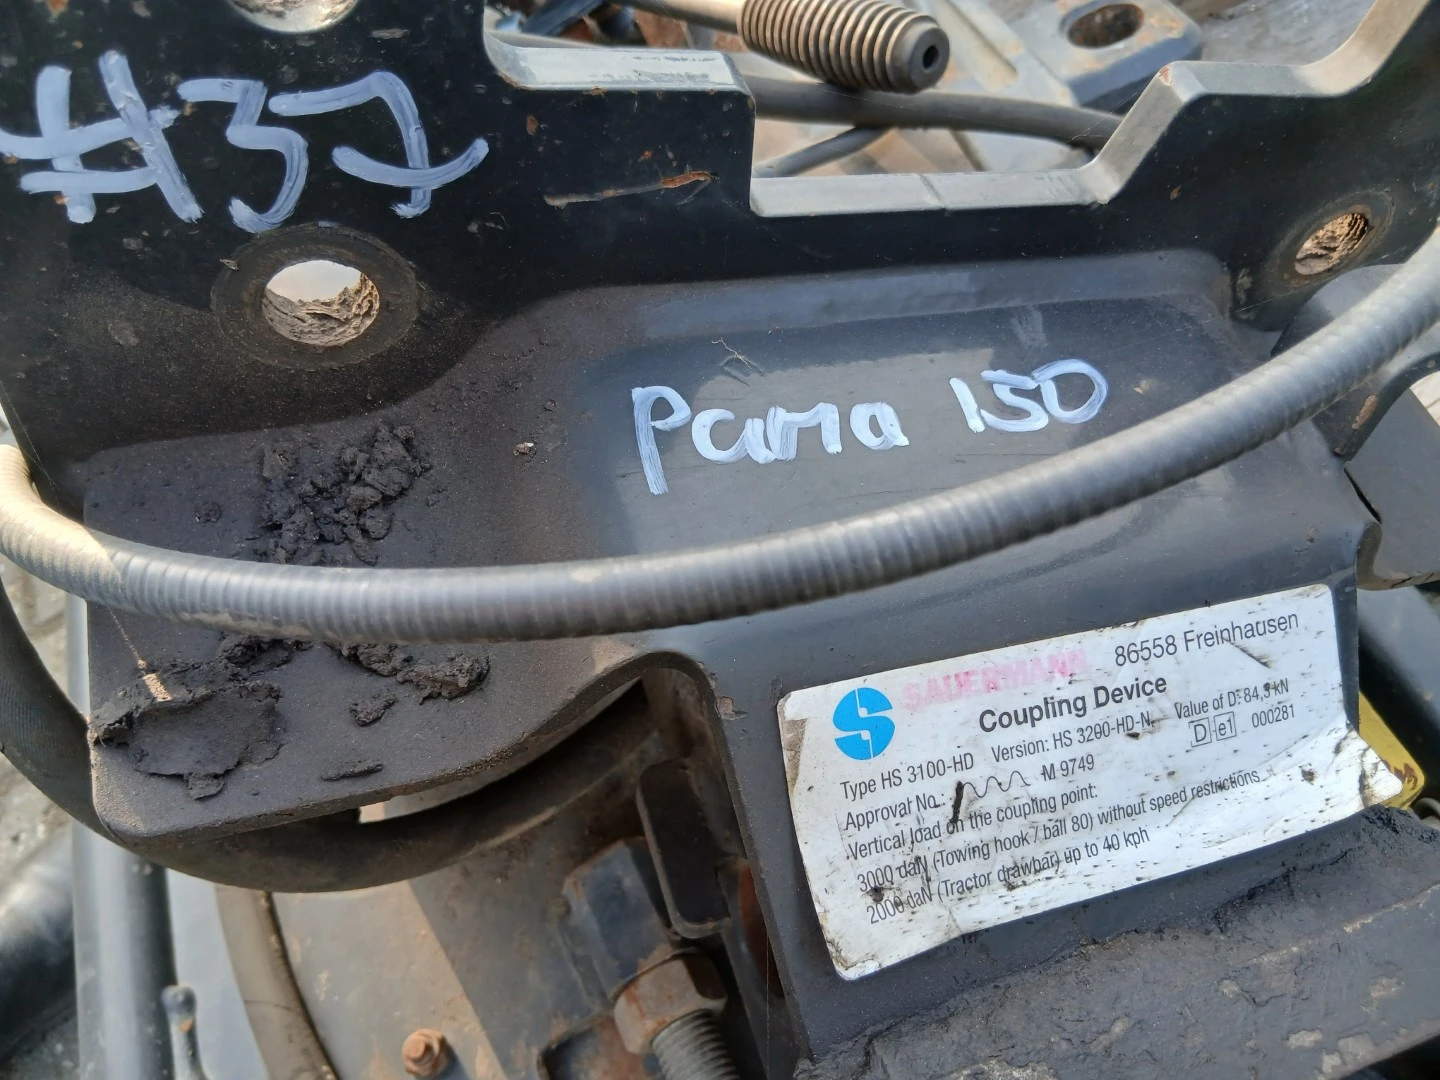 #37
Puma 150
SAUERMANN 86558 Freinhausen
Coupling Device
Type HS 3100-HD Version: HS 3200-HD-N. Value of D: 84,3 kN
Approval No.: M 9749 D e1 000281
Vertical load on the coupling point:
3000 daN (Towing hook / ball 80) without speed restrictions
2000 daN (Tractor drawbar) up to 40 kph